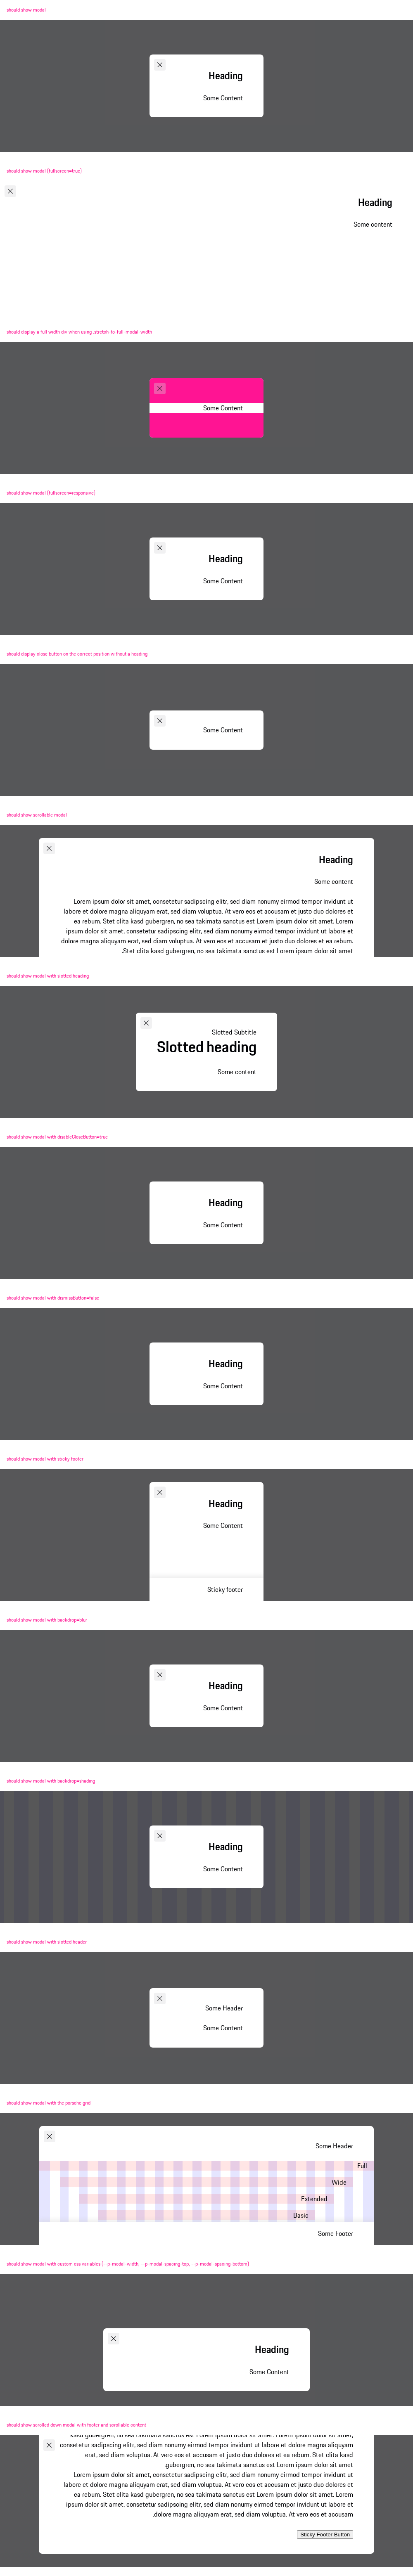 should show modal
Heading
Some Content
should show modal [fullscreen=true]
Heading
Some content
should display a full width div when using .stretch-to-full-modal-width
Some Content
should show modal [fullscreen=responsive]
Heading
Some Content
should display close button on the correct position without a heading
Some Content
should show scrollable modal
Heading
Some content
Lorem ipsum dolor sit amet, consetetur sadipscing elitr, sed diam nonumy eirmod tempor invidunt ut
labore et dolore magna aliquyam erat, sed diam voluptua. At vero eos et accusam et justo duo dolores et
ea rebum. Stet clita kasd gubergren, no sea takimata sanctus est Lorem ipsum dolor sit amet. Lorem
ipsum dolor sit amet, consetetur sadipscing elitr, sed diam nonumy eirmod tempor invidunt ut labore et
dolore magna aliquyam erat, sed diam voluptua. At vero eos et accusam et justo duo dolores et ea rebum.
.Stet clita kasd gubergren, no sea takimata sanctus est Lorem ipsum dolor sit amet
should show modal with slotted heading
Slotted Subtitle
Slotted heading
Some content
should show modal with disableCloseButton=true
Heading
Some Content
should show modal with dismissButton=false
Heading
Some Content
should show modal with sticky footer
Heading
Some Content
Sticky footer
should show modal with backdrop=blur
Heading
Some Content
should show modal with backdrop=shading
Heading
Some Content
should show modal with slotted header
Some Header
Some Content
should show modal with the porsche grid
Some Header
Full
Wide
Extended
Basic
Some Footer
should show modal with custom css variables (--p-modal-width, --p-modal-spacing-top, --p-modal-spacing-bottom)
Heading
Some Content
should show scrolled down modal with footer and scrollable content
kasd gubergren, no sea takimata sanctus est Lorem ipsum dolor sit amet. Lorem ipsum dolor sit amet,
consetetur sadipscing elitr, sed diam nonumy eirmod tempor invidunt ut labore et dolore magna aliquyam
erat, sed diam voluptua. At vero eos et accusam et justo duo dolores et ea rebum. Stet clita kasd
.gubergren, no sea takimata sanctus est Lorem ipsum dolor sit amet
Lorem ipsum dolor sit amet, consetetur sadipscing elitr, sed diam nonumy eirmod tempor invidunt ut
labore et dolore magna aliquyam erat, sed diam voluptua. At vero eos et accusam et justo duo dolores et
ea rebum. Stet clita kasd gubergren, no sea takimata sanctus est Lorem ipsum dolor sit amet. Lorem
ipsum dolor sit amet, consetetur sadipscing elitr, sed diam nonumy eirmod tempor invidunt ut labore et
.dolore magna aliquyam erat, sed diam voluptua. At vero eos et accusam
Sticky Footer Button